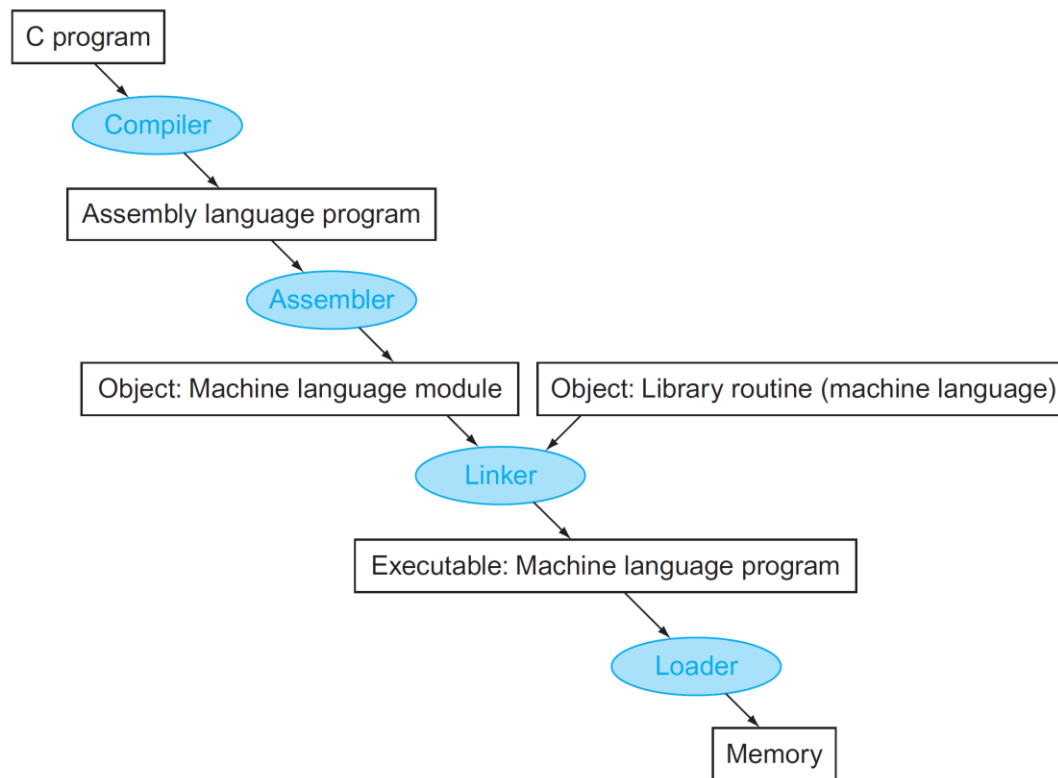 C program
Compiler
Assembly language program
Assembler
Object: Machine language module
Object: Library routine (machine language)
Linker
Executable: Machine language program
Loader
Memory